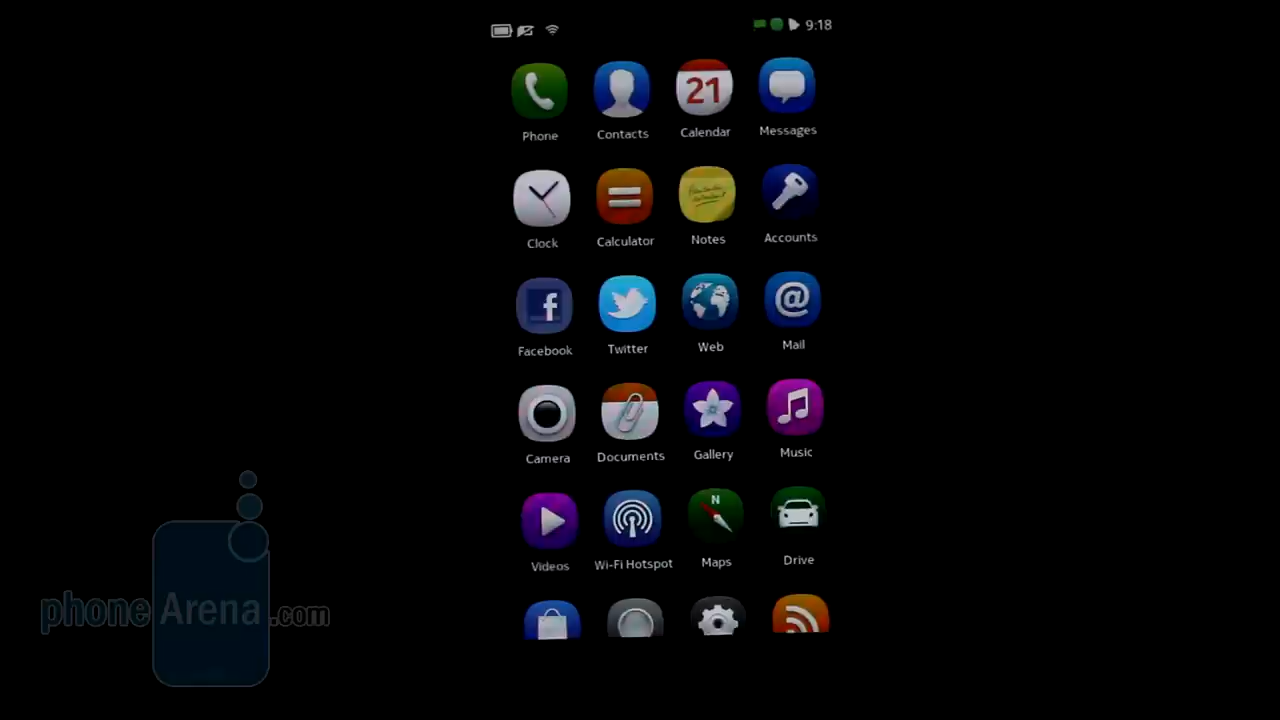 9:18
21
Phone Contacts Calendar Messages
Clock Calculator Notes Accounts
f
@
Facebook Twitter Web Mail
Camera Documents Gallery Music
N
Videos Wi-Fi Hotspot Maps Drive
phoneArena.com